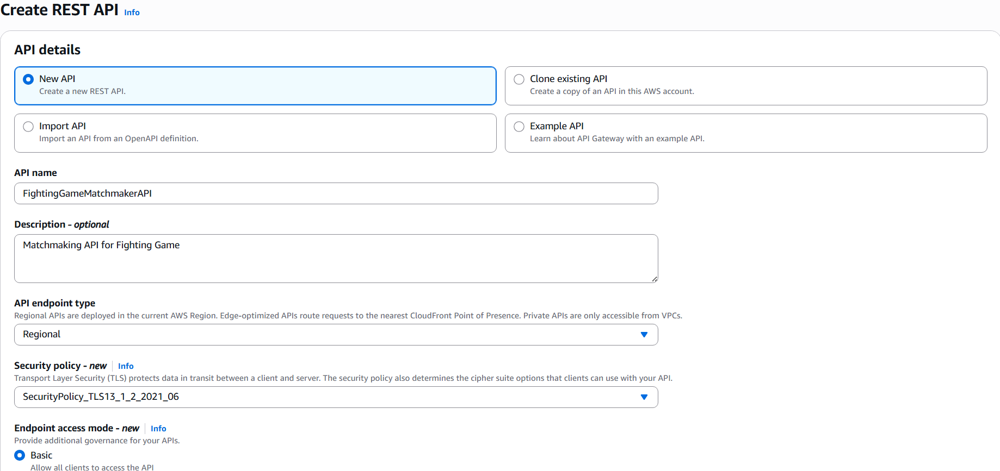 Create REST API Info
API details
New API
Create a new REST API.
Clone existing API
Create a copy of an API in this AWS account.
Import API
Import an API from an OpenAPI definition.
Example API
Learn about API Gateway with an example API.
API name
FightingGameMatchmakerAPI
Description - optional
Matchmaking API for Fighting Game
API endpoint type
Regional APIs are deployed in the current AWS Region. Edge-optimized APIs route requests to the nearest CloudFront Point of Presence. Private APIs are only accessible from VPCs.
Regional
Security policy - new Info
Transport Layer Security (TLS) protects data in transit between a client and server. The security policy also determines the cipher suite options that clients can use with your API.
SecurityPolicy_TLS13_1_2_2021_06
Endpoint access mode - new Info
Provide additional governance for your APIs.
Basic
Allow all clients to access the API